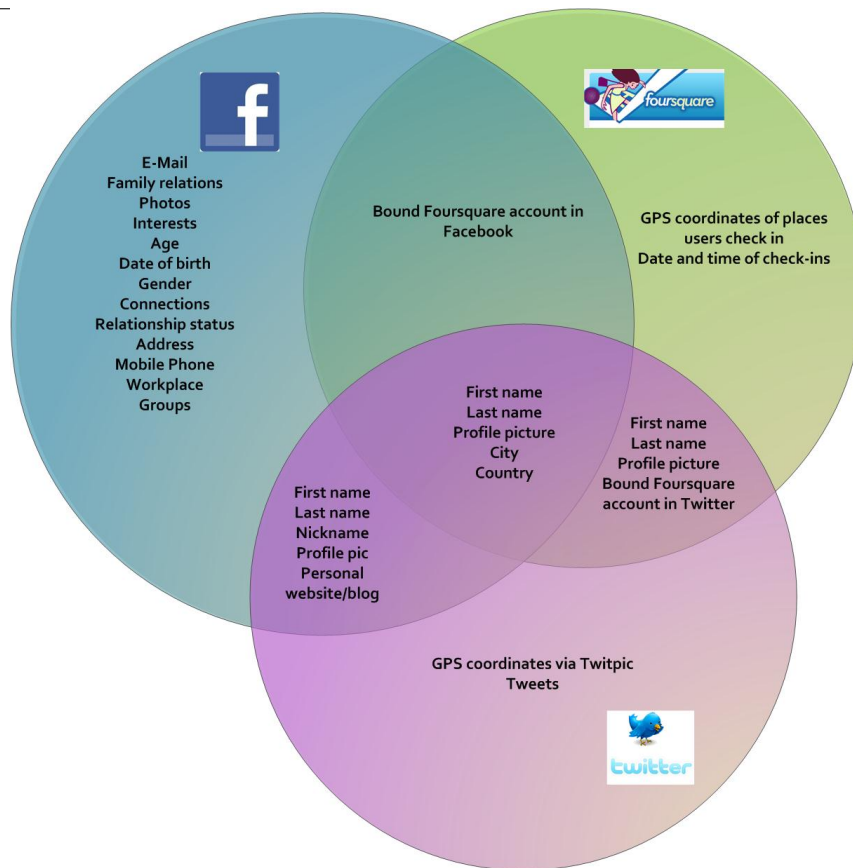 f
foursquare
E-Mail
Family relations
Photos
Interests
Age
Date of birth
Gender
Connections
Relationship status
Address
Mobile Phone
Workplace
Groups
Bound Foursquare account in
Facebook
GPS coordinates of places
users check in
Date and time of check-ins
First name
Last name
Profile picture
City
Country
First name
Last name
Profile picture
Bound Foursquare
account in Twitter
First name
Last name
Nickname
Profile pic
Personal
website/blog
GPS coordinates via Twitpic
Tweets
twitter